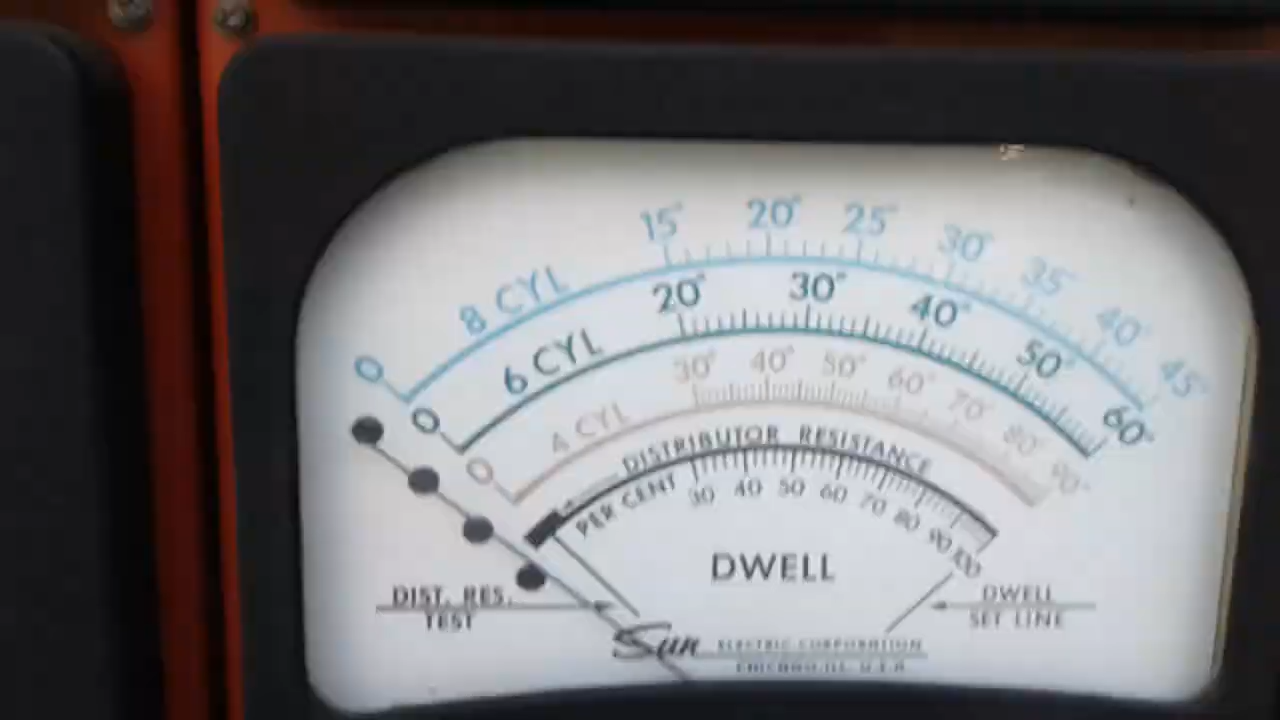 15° 20° 25° 30° 35° 40° 45°
0 8 CYL
20° 30° 40° 50° 60°
0 6 CYL
30° 40° 50° 60° 70° 80° 90°
0 4 CYL
DISTRIBUTOR RESISTANCE
PER CENT 30 40 50 60 70 80 90 100
DWELL
DIST. RES.
TEST
DWELL
SET LINE
Sun ELECTRIC CORPORATION
CHICAGO, ILL. U.S.A.